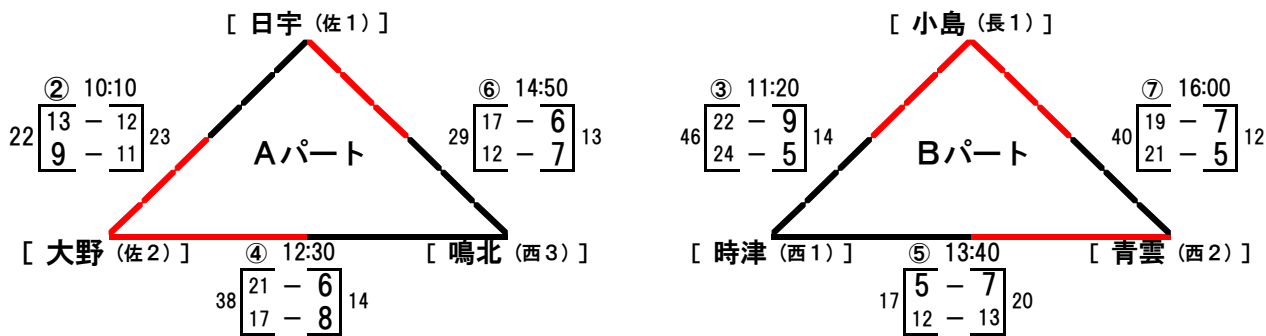 [ 日宇 (佐1) ]
② 10:10
22 13 － 12 23
9 － 11
⑥ 14:50
29 17 － 6 13
12 － 7
Aパート
[ 大野 (佐2) ]
④ 12:30
[ 鳴北 (西3) ]
38 21 － 6 14
17 － 8
[ 小島 (長1) ]
③ 11:20
46 22 － 9 14
24 － 5
⑦ 16:00
40 19 － 7 12
21 － 5
Bパート
[ 時津 (西1) ]
⑤ 13:40
[ 青雲 (西2) ]
17 5 － 7 20
12 － 13